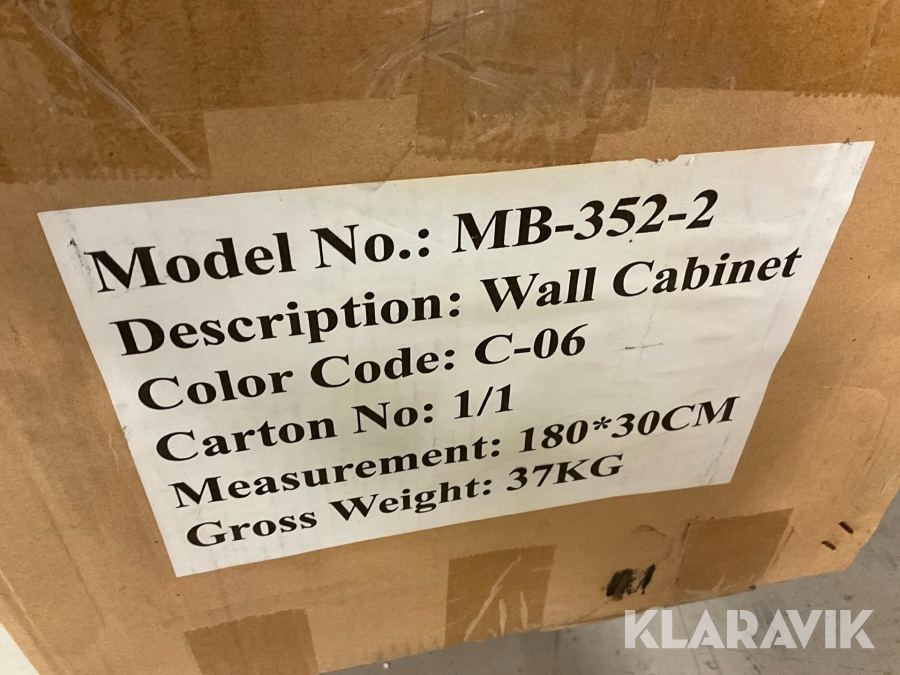 Model No.: MB-352-2
Description: Wall Cabinet
Color Code: C-06
Carton No: 1/1
Measurement: 180*30CM
Gross Weight: 37KG
KLARAVIK